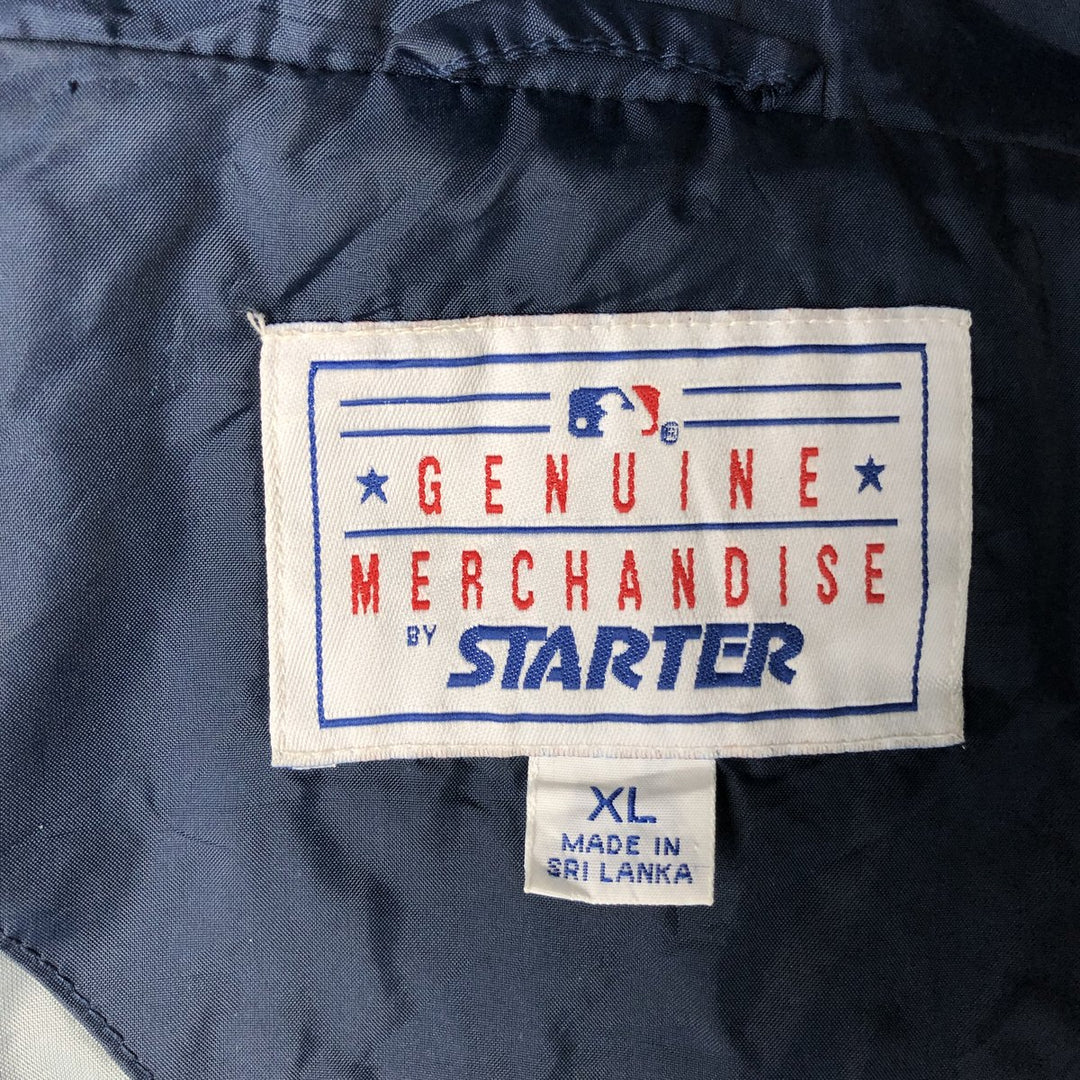 GENUINE
MERCHANDISE
BY STARTER
XL
MADE IN
SRI LANKA